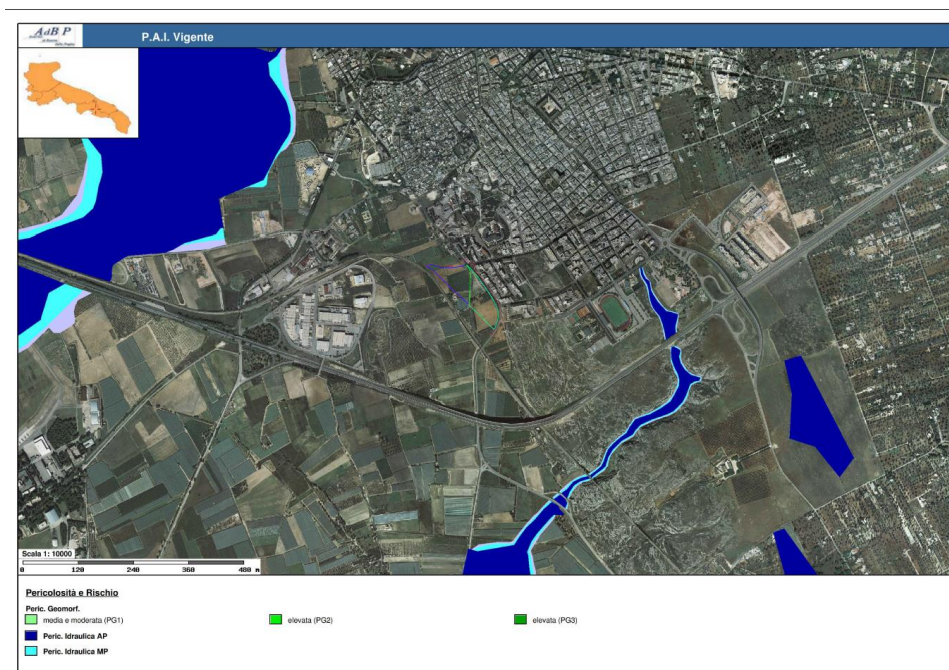 AdB P
P.A.I. Vigente
Scala 1: 10000
0 120 240 360 480 m
Pericolosità e Rischio
Peric. Geomorf.
media e moderata (PG1) elevata (PG2) elevata (PG3)
Peric. Idraulica AP
Peric. Idraulica MP